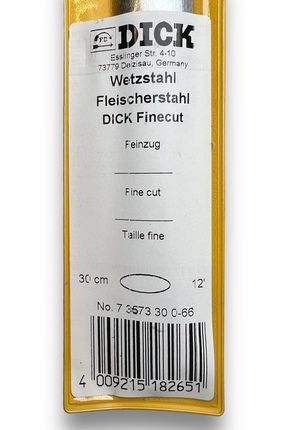 F.D. DICK
Esslinger Str. 4-10
73779 Deizisau, Germany
Wetzstahl
Fleischerstahl
DICK Finecut
Feinzug
Fine cut
Taille fine
30 cm 12"
No. 7 3573 30 0-66
4 009215 182651